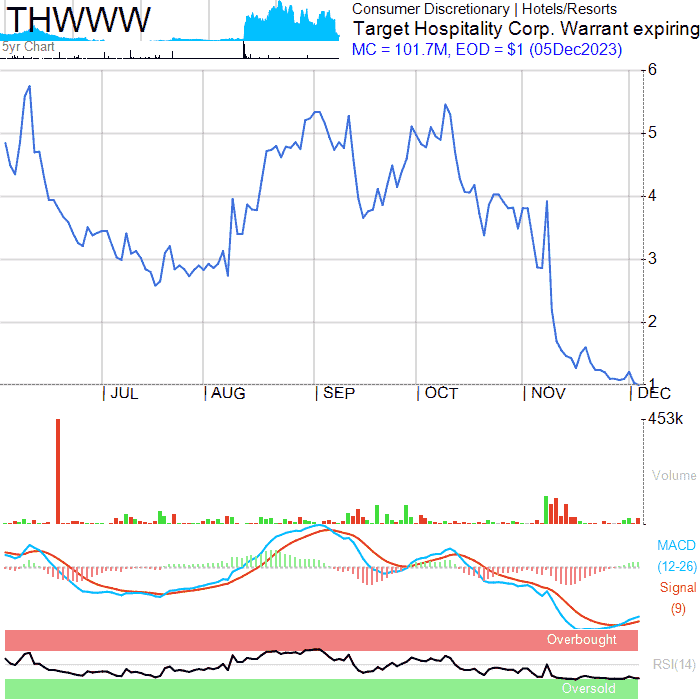 THWWW
5yr Chart
Consumer Discretionary | Hotels/Resorts
Target Hospitality Corp. Warrant expiring
MC = 101.7M, EOD = $1 (05Dec2023)
6
5
4
3
2
1
JUL AUG SEP OCT NOV DEC
453k
Volume
MACD
(12-26)
Signal
(9)
Overbought
RSI(14)
Oversold